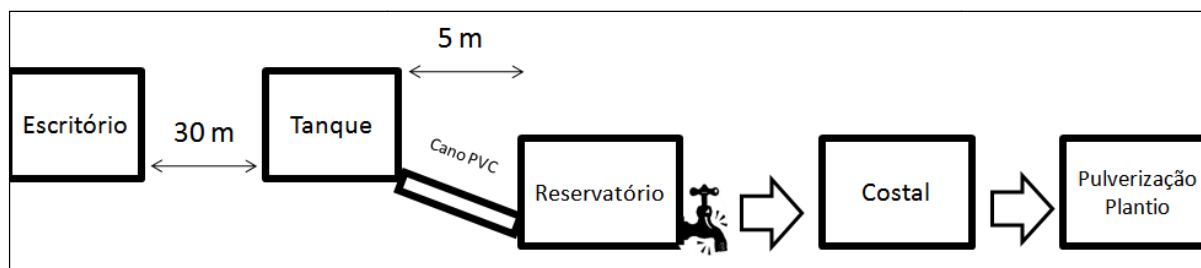 5 m
Escritório
30 m
Tanque
Cano PVC
Reservatório
Costal
Pulverização
Plantio